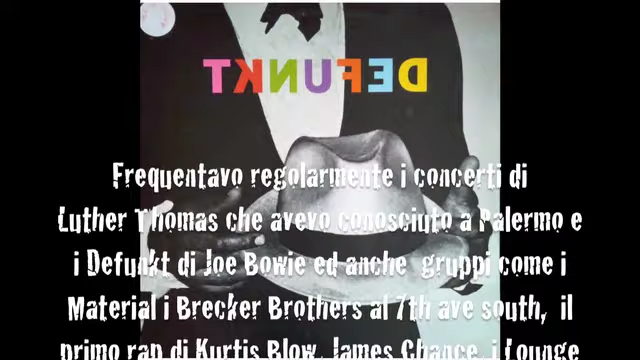 DEFUNKT
Frequentavo regolarmente i concerti di
Luther Thomas che avevo conosciuto a Palermo e
i Defunkt di Joe Bowie ed anche gruppi come i
Material i Brecker Brothers al 7th ave south, il
primo rap di Kurtis Blow, James Chance, i Lounge